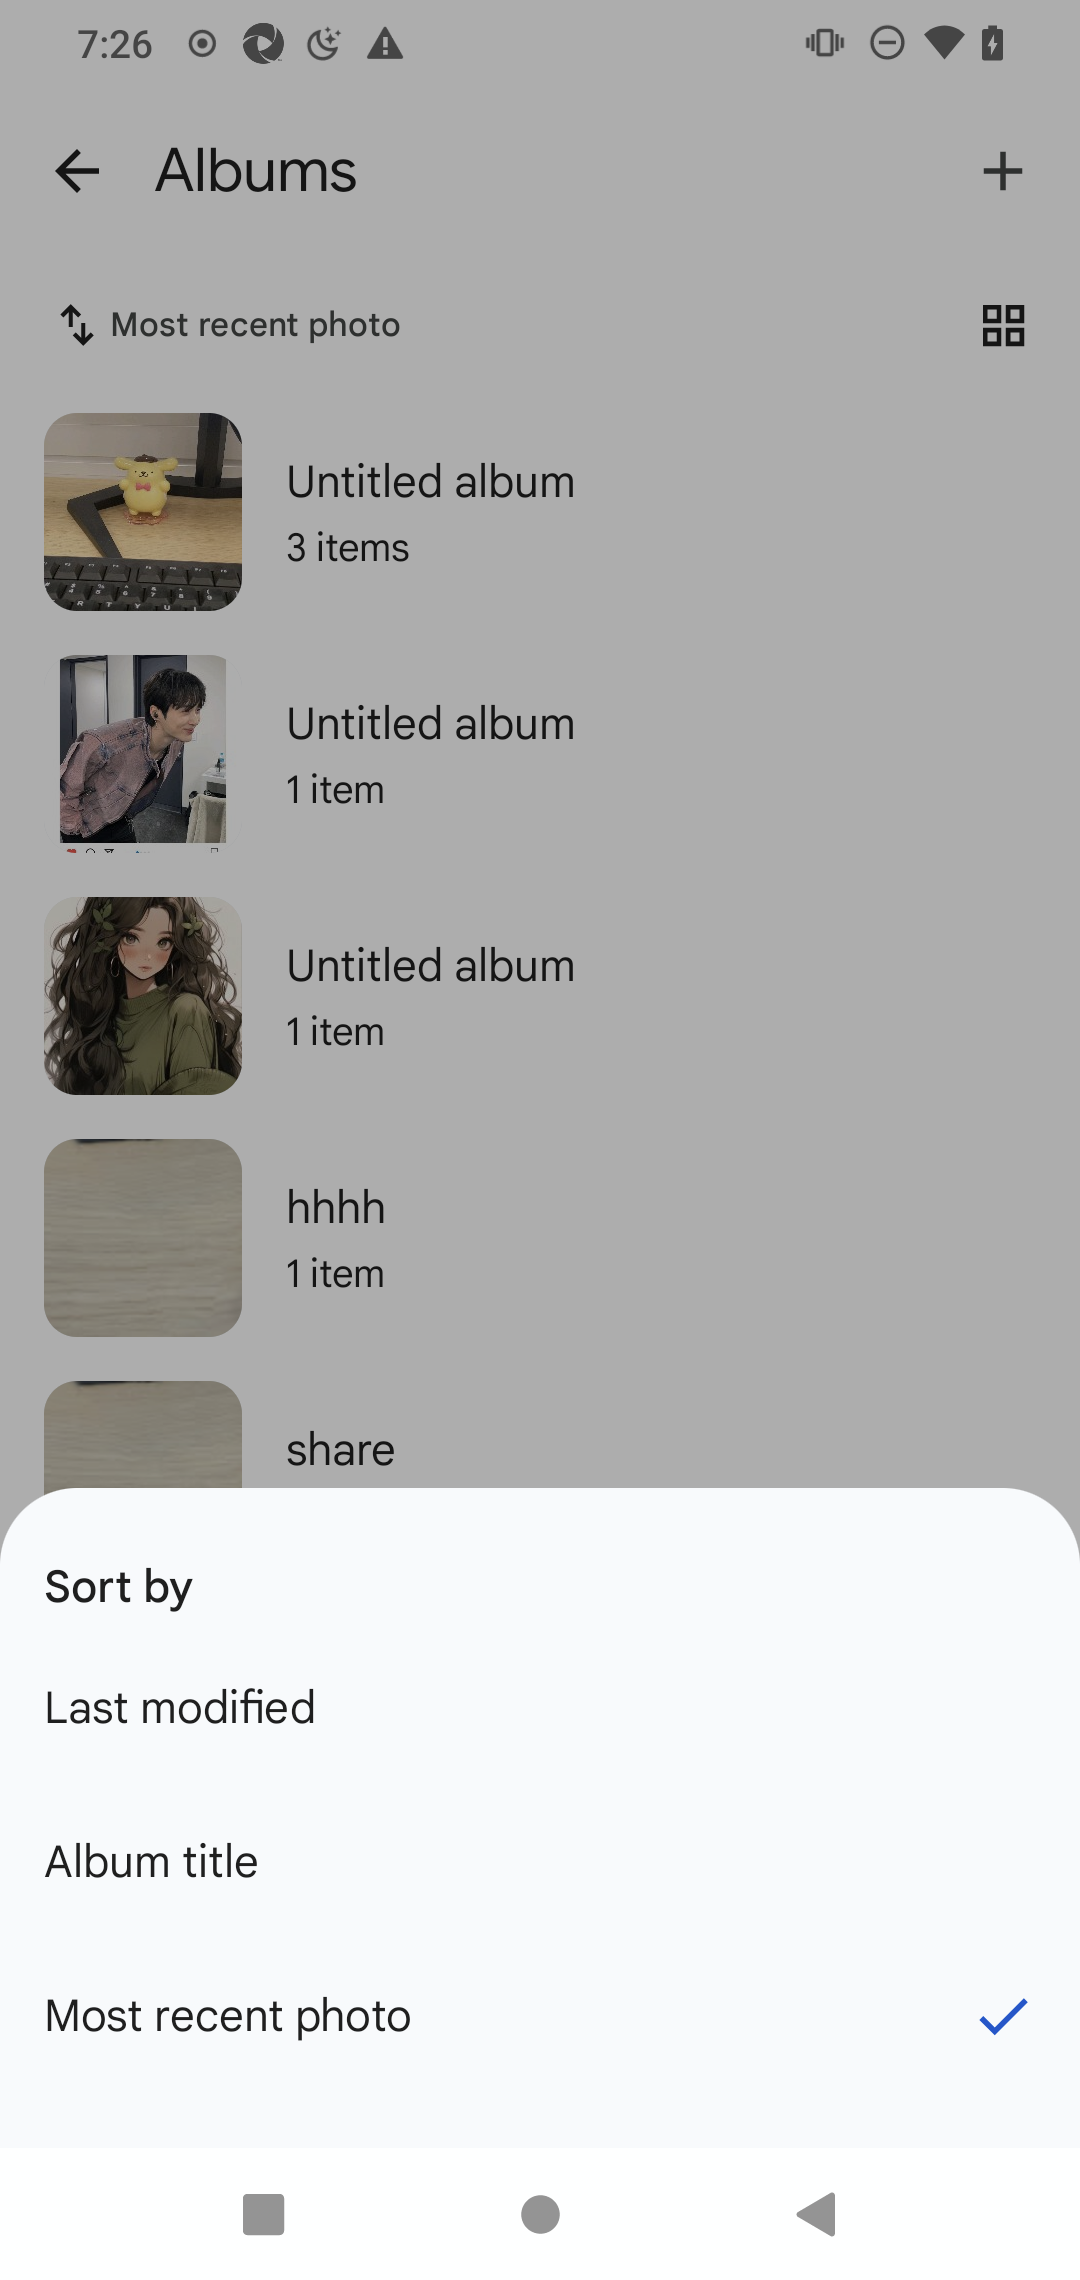 7:26
Albums
Most recent photo
Untitled album
3 items
Untitled album
1 item
Untitled album
1 item
hhhh
1 item
share
Sort by
Last modified
Album title
Most recent photo